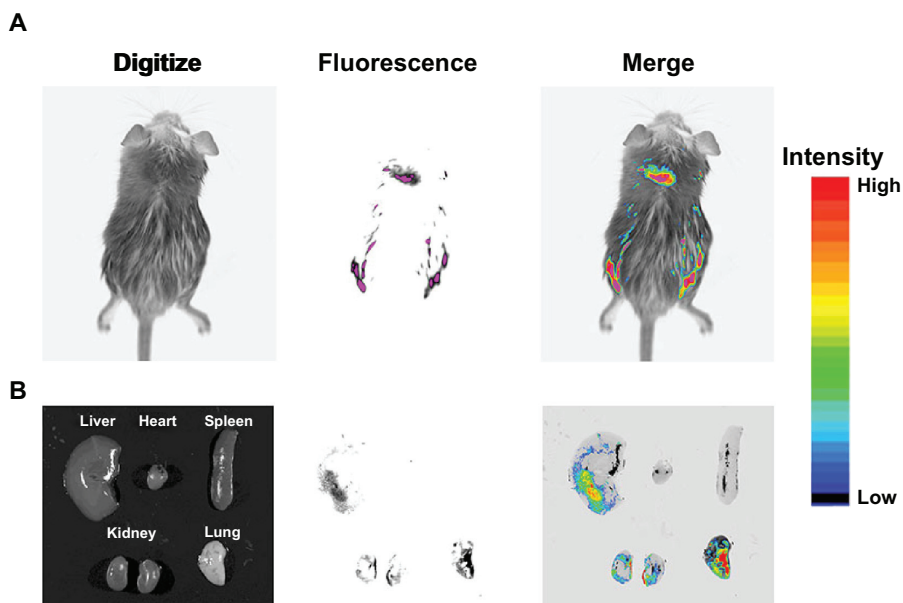 A
Digitize
Fluorescence
Merge
Intensity
High
Low
B
Liver
Heart
Spleen
Kidney
Lung